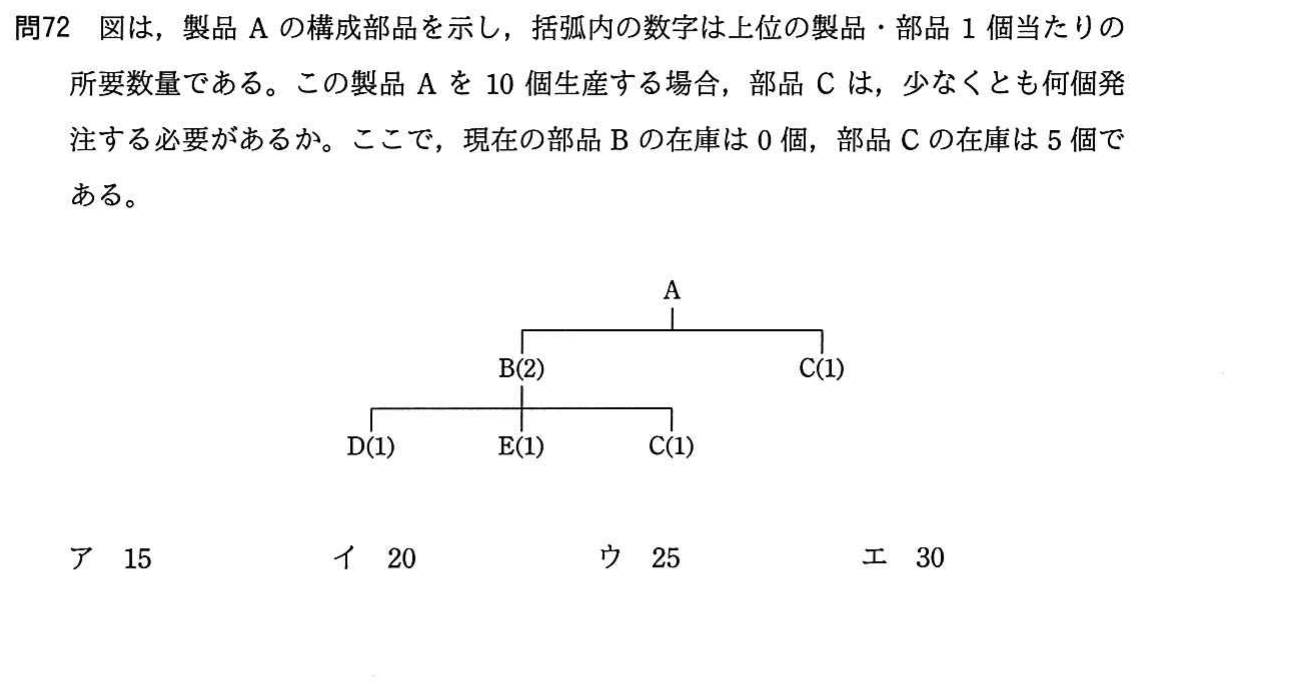 問72 図は，製品 A の構成部品を示し，括弧内の数字は上位の製品・部品 1 個当たりの
所要数量である。この製品 A を 10 個生産する場合，部品 C は，少なくとも何個発
注する必要があるか。ここで，現在の部品 B の在庫は 0 個，部品 C の在庫は 5 個で
ある。
A
B(2) C(1)
D(1) E(1) C(1)
ア 15 イ 20 ウ 25 エ 30